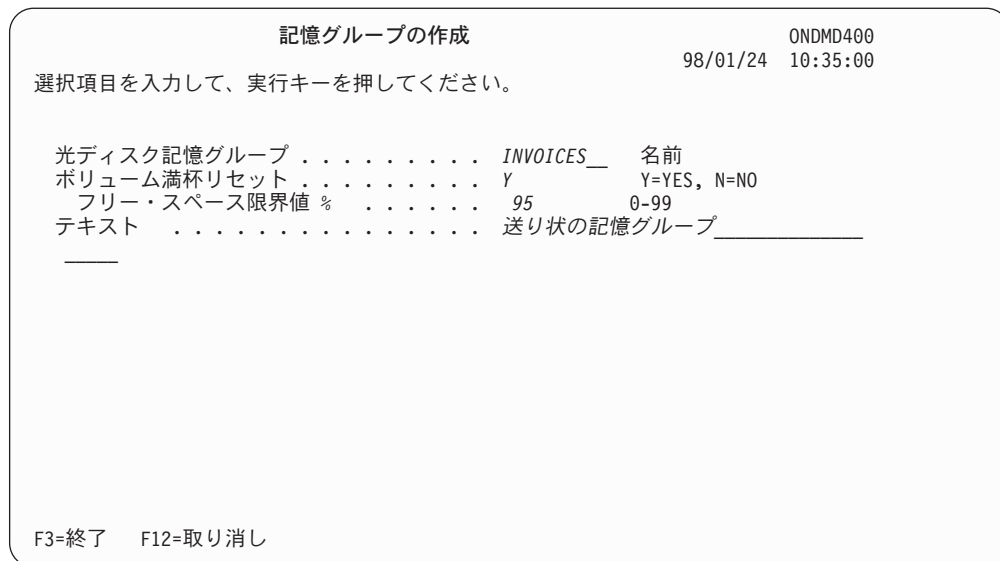 記憶グループの作成 ONDMD400
98/01/24 10:35:00
選択項目を入力して、実行キーを押してください。
光ディスク記憶グループ . . . . . . . . . INVOICES__ 名前
ボリューム満杯リセット . . . . . . . . . Y Y=YES, N=NO
フリー・スペース限界値 % . . . . . . 95 0-99
テキスト . . . . . . . . . . . . . . . 送り状の記憶グループ______________
_____
F3=終了 F12=取り消し